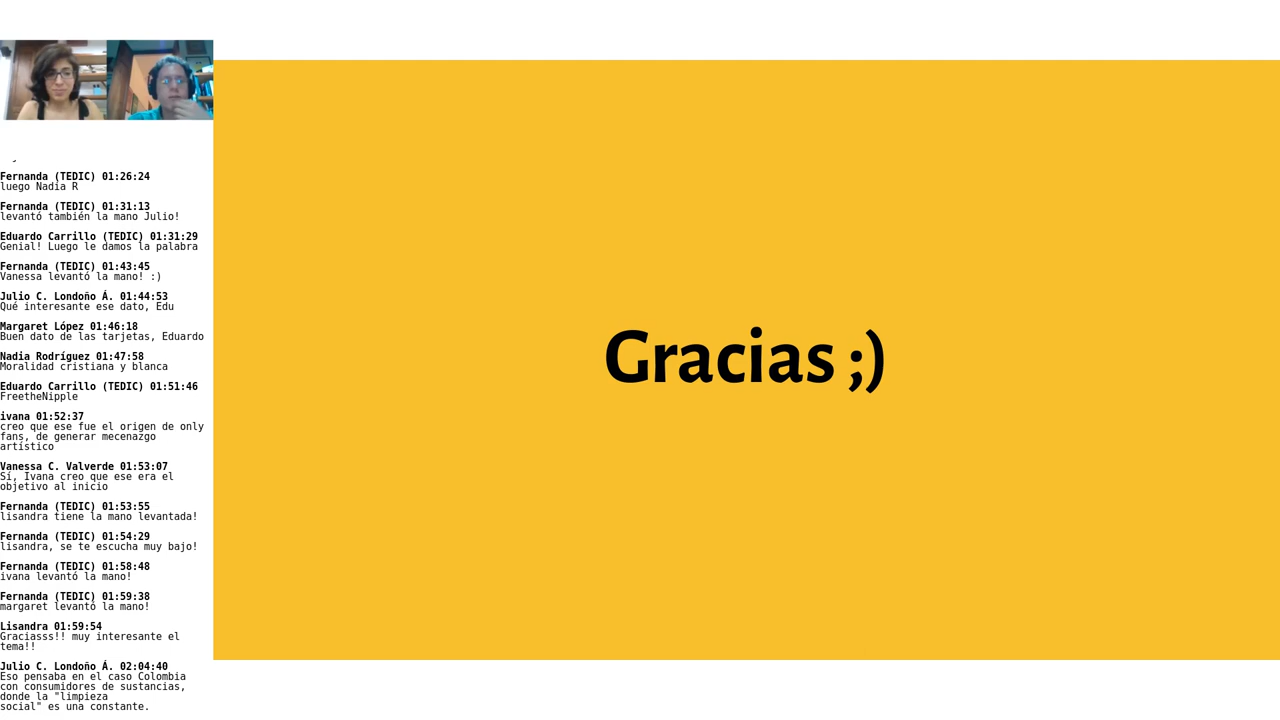 Fernanda (TEDIC) 01:26:24
luego Nadia R
Fernanda (TEDIC) 01:31:13
levantó también la mano Julio!
Eduardo Carrillo (TEDIC) 01:31:29
Genial! Luego le damos la palabra
Fernanda (TEDIC) 01:43:45
Vanessa levantó la mano! :)
Julio C. Londoño Á. 01:44:53
Qué interesante ese dato, Edu
Margaret López 01:46:18
Buen dato de las tarjetas, Eduardo
Nadia Rodríguez 01:47:58
Moralidad cristiana y blanca
Eduardo Carrillo (TEDIC) 01:51:46
FreetheNipple
ivana 01:52:37
creo que ese fue el origen de only
fans, de generar mecenazgo
artístico
Vanessa C. Valverde 01:53:07
Sí, Ivana creo que ese era el
objetivo al inicio
Fernanda (TEDIC) 01:53:55
lisandra tiene la mano levantada!
Fernanda (TEDIC) 01:54:29
lisandra, se te escucha muy bajo!
Fernanda (TEDIC) 01:58:48
ivana levantó la mano!
Fernanda (TEDIC) 01:59:38
margaret levantó la mano!
Lisandra 01:59:54
Graciasss!! muy interesante el
tema!!
Julio C. Londoño Á. 02:04:40
Eso pensaba en el caso Colombia
con consumidores de sustancias,
donde la "limpieza
social" es una constante.
Gracias ;)